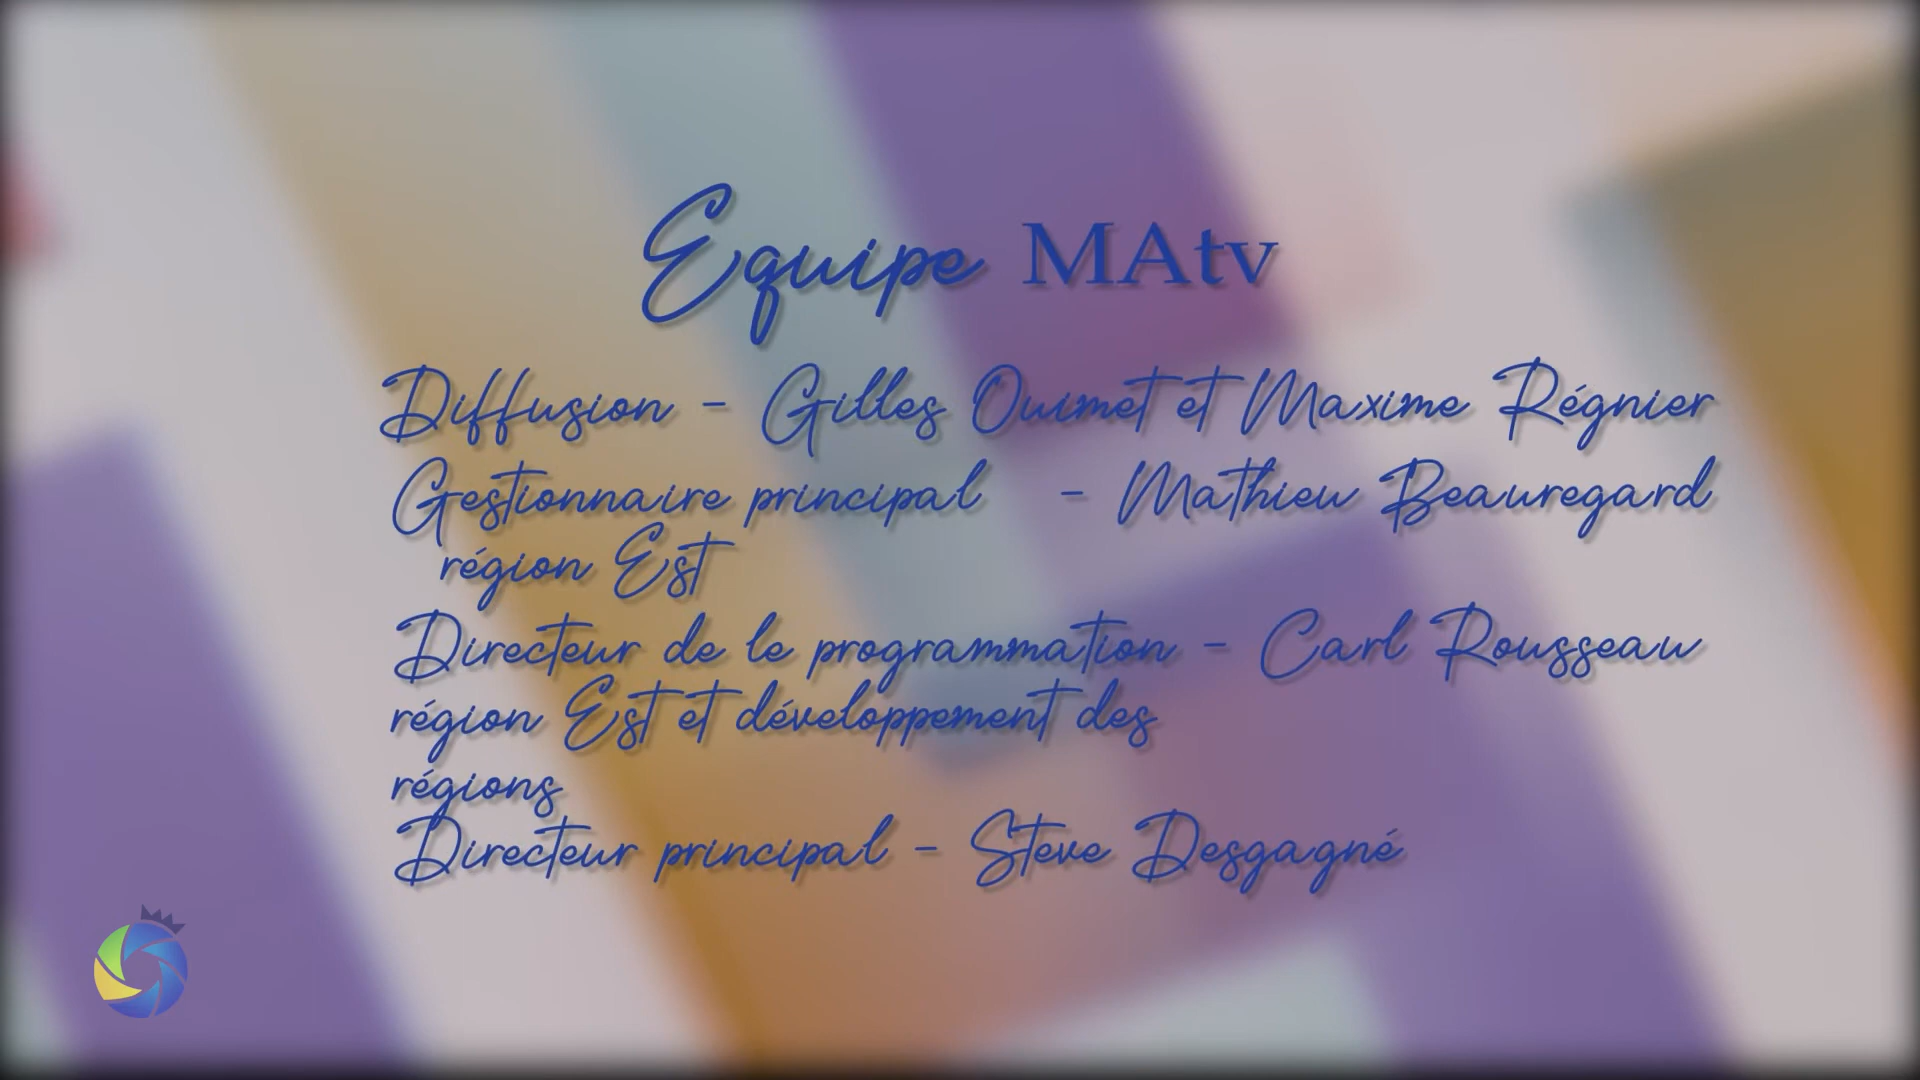 Equipe MAtv
Diffusion - Gilles Ouimet et Maxime Régnier
Gestionnaire principal - Mathieu Beauregard
région Est
Directeur de le programmation - Carl Rousseau
région Est et développement des
régions
Directeur principal - Steve Desgagné